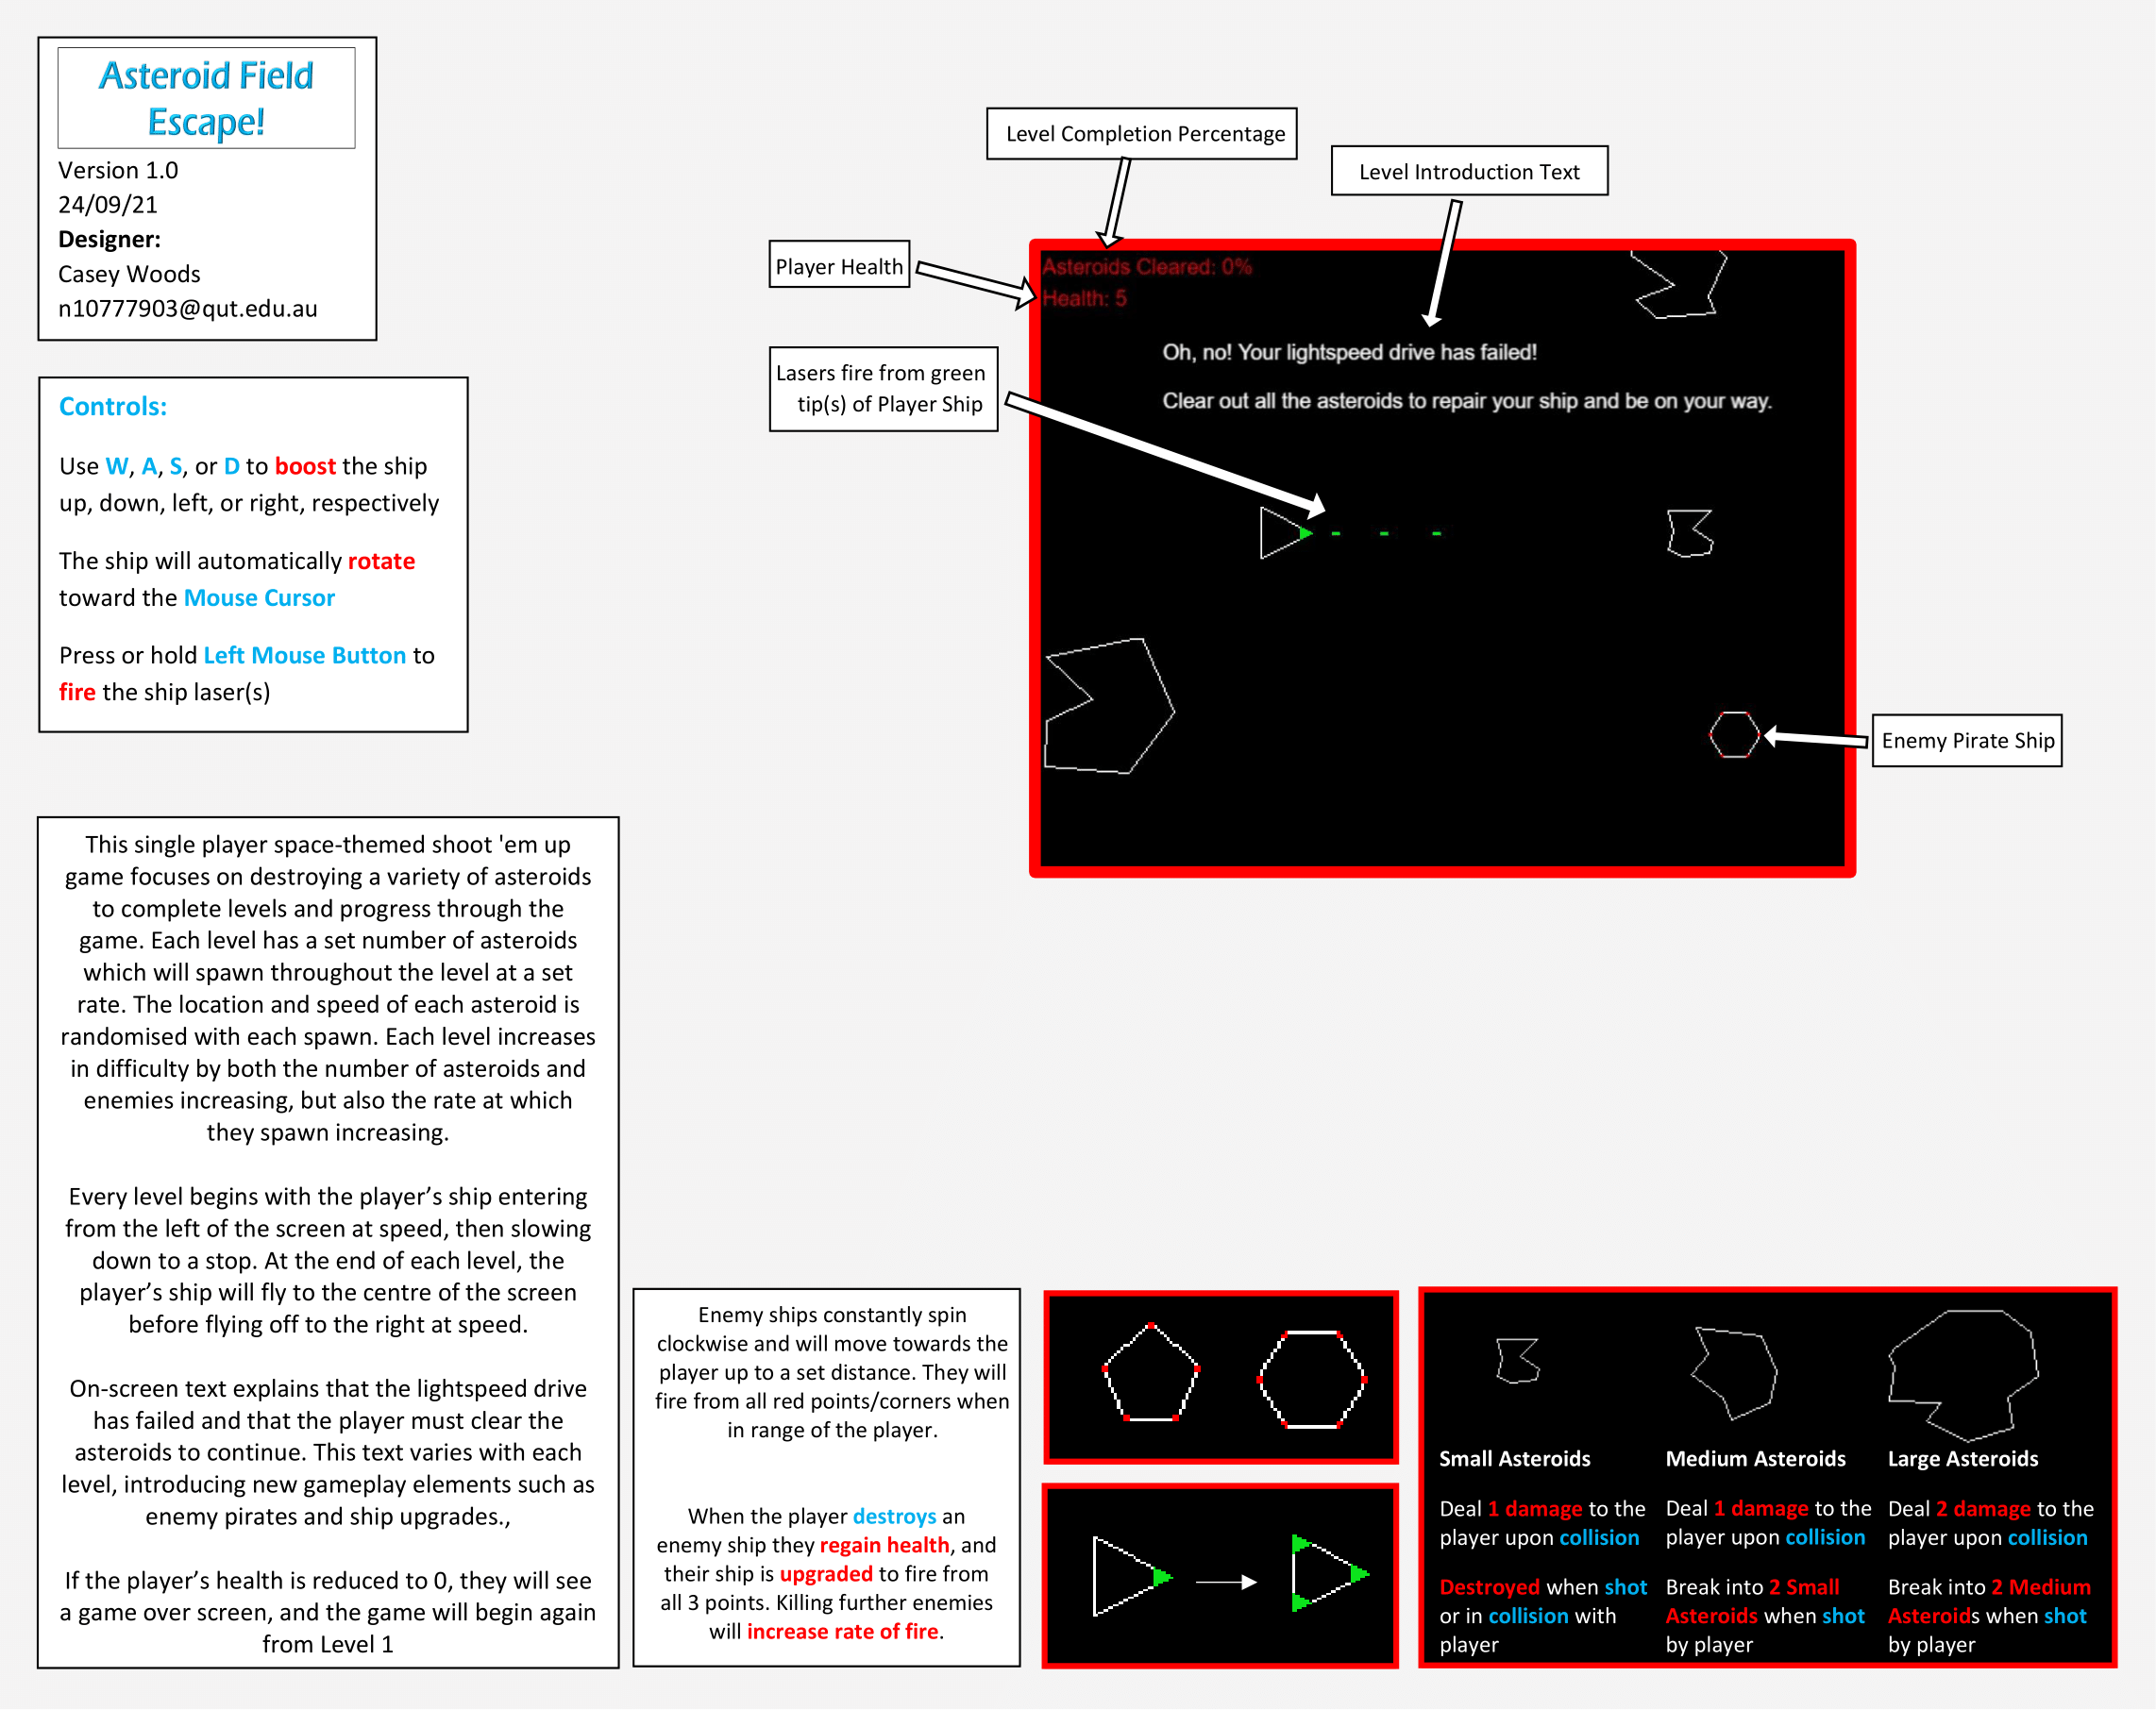 Asteroid Field
Escape!
Version 1.0
24/09/21
Designer:
Casey Woods
n10777903@qut.edu.au
Controls:
Use W, A, S, or D to boost the ship
up, down, left, or right, respectively
The ship will automatically rotate
toward the Mouse Cursor
Press or hold Left Mouse Button to
fire the ship laser(s)
Level Completion Percentage
Level Introduction Text
Player Health
Lasers fire from green
tip(s) of Player Ship
Asteroids Cleared: 0%
Health: 5
Oh, no! Your lightspeed drive has failed!
Clear out all the asteroids to repair your ship and be on your way.
Enemy Pirate Ship
This single player space-themed shoot 'em up
game focuses on destroying a variety of asteroids
to complete levels and progress through the
game. Each level has a set number of asteroids
which will spawn throughout the level at a set
rate. The location and speed of each asteroid is
randomised with each spawn. Each level increases
in difficulty by both the number of asteroids and
enemies increasing, but also the rate at which
they spawn increasing.
Every level begins with the player’s ship entering
from the left of the screen at speed, then slowing
down to a stop. At the end of each level, the
player’s ship will fly to the centre of the screen
before flying off to the right at speed.
On-screen text explains that the lightspeed drive
has failed and that the player must clear the
asteroids to continue. This text varies with each
level, introducing new gameplay elements such as
enemy pirates and ship upgrades.,
If the player’s health is reduced to 0, they will see
a game over screen, and the game will begin again
from Level 1
Enemy ships constantly spin
clockwise and will move towards the
player up to a set distance. They will
fire from all red points/corners when
in range of the player.
When the player destroys an
enemy ship they regain health, and
their ship is upgraded to fire from
all 3 points. Killing further enemies
will increase rate of fire.
Small Asteroids
Deal 1 damage to the
player upon collision
Destroyed when shot
or in collision with
player
Medium Asteroids
Deal 1 damage to the
player upon collision
Break into 2 Small
Asteroids when shot
by player
Large Asteroids
Deal 2 damage to the
player upon collision
Break into 2 Medium
Asteroids when shot
by player